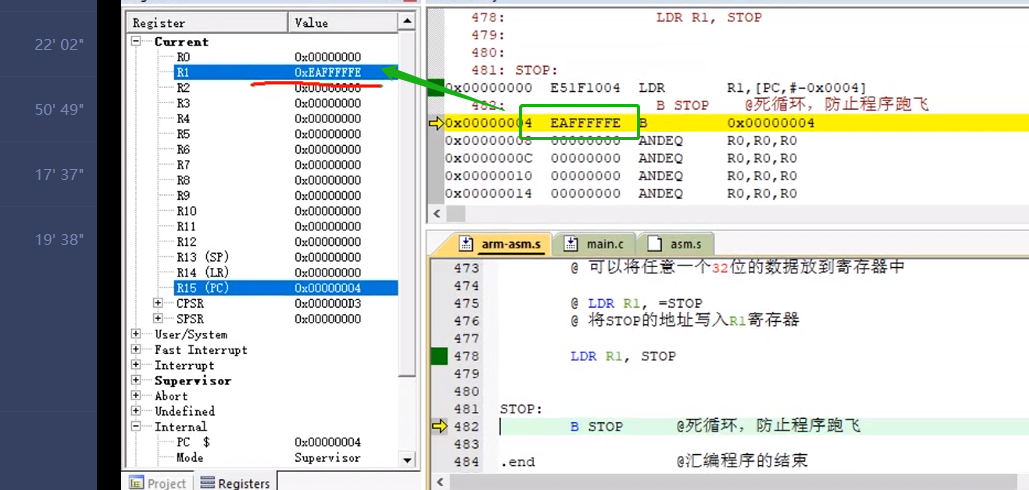 22' 02"
50' 49"
17' 37"
19' 38"
Register Value
Current
R0 0x00000000
R1 0xEAFFFFFE
R2 0x00000000
R3 0x00000000
R4 0x00000000
R5 0x00000000
R6 0x00000000
R7 0x00000000
R8 0x00000000
R9 0x00000000
R10 0x00000000
R11 0x00000000
R12 0x00000000
R13 (SP) 0x00000000
R14 (LR) 0x00000000
R15 (PC) 0x00000004
CPSR 0x000000D3
SPSR 0x00000000
User/System
Fast Interrupt
Interrupt
Supervisor
Abort
Undefined
Internal
PC $ 0x00000004
Mode Supervisor
Project Registers
478: LDR R1, STOP
479:
480:
481: STOP:
0x00000000 E51F1004 LDR R1,[PC,#-0x0004]
482: B STOP @死循环，防止程序跑飞
0x00000004 EAFFFFFE B 0x00000004
0x00000008 00000000 ANDEQ R0,R0,R0
0x0000000C 00000000 ANDEQ R0,R0,R0
0x00000010 00000000 ANDEQ R0,R0,R0
0x00000014 00000000 ANDEQ R0,R0,R0
arm-asm.s main.c asm.s
473 @ 可以将任意一个32位的数据放到寄存器中
474
475 @ LDR R1, =STOP
476 @ 将STOP的地址写入R1寄存器
477
478 LDR R1, STOP
479
480
481 STOP:
482 B STOP @死循环，防止程序跑飞
483
484 .end @汇编程序的结束